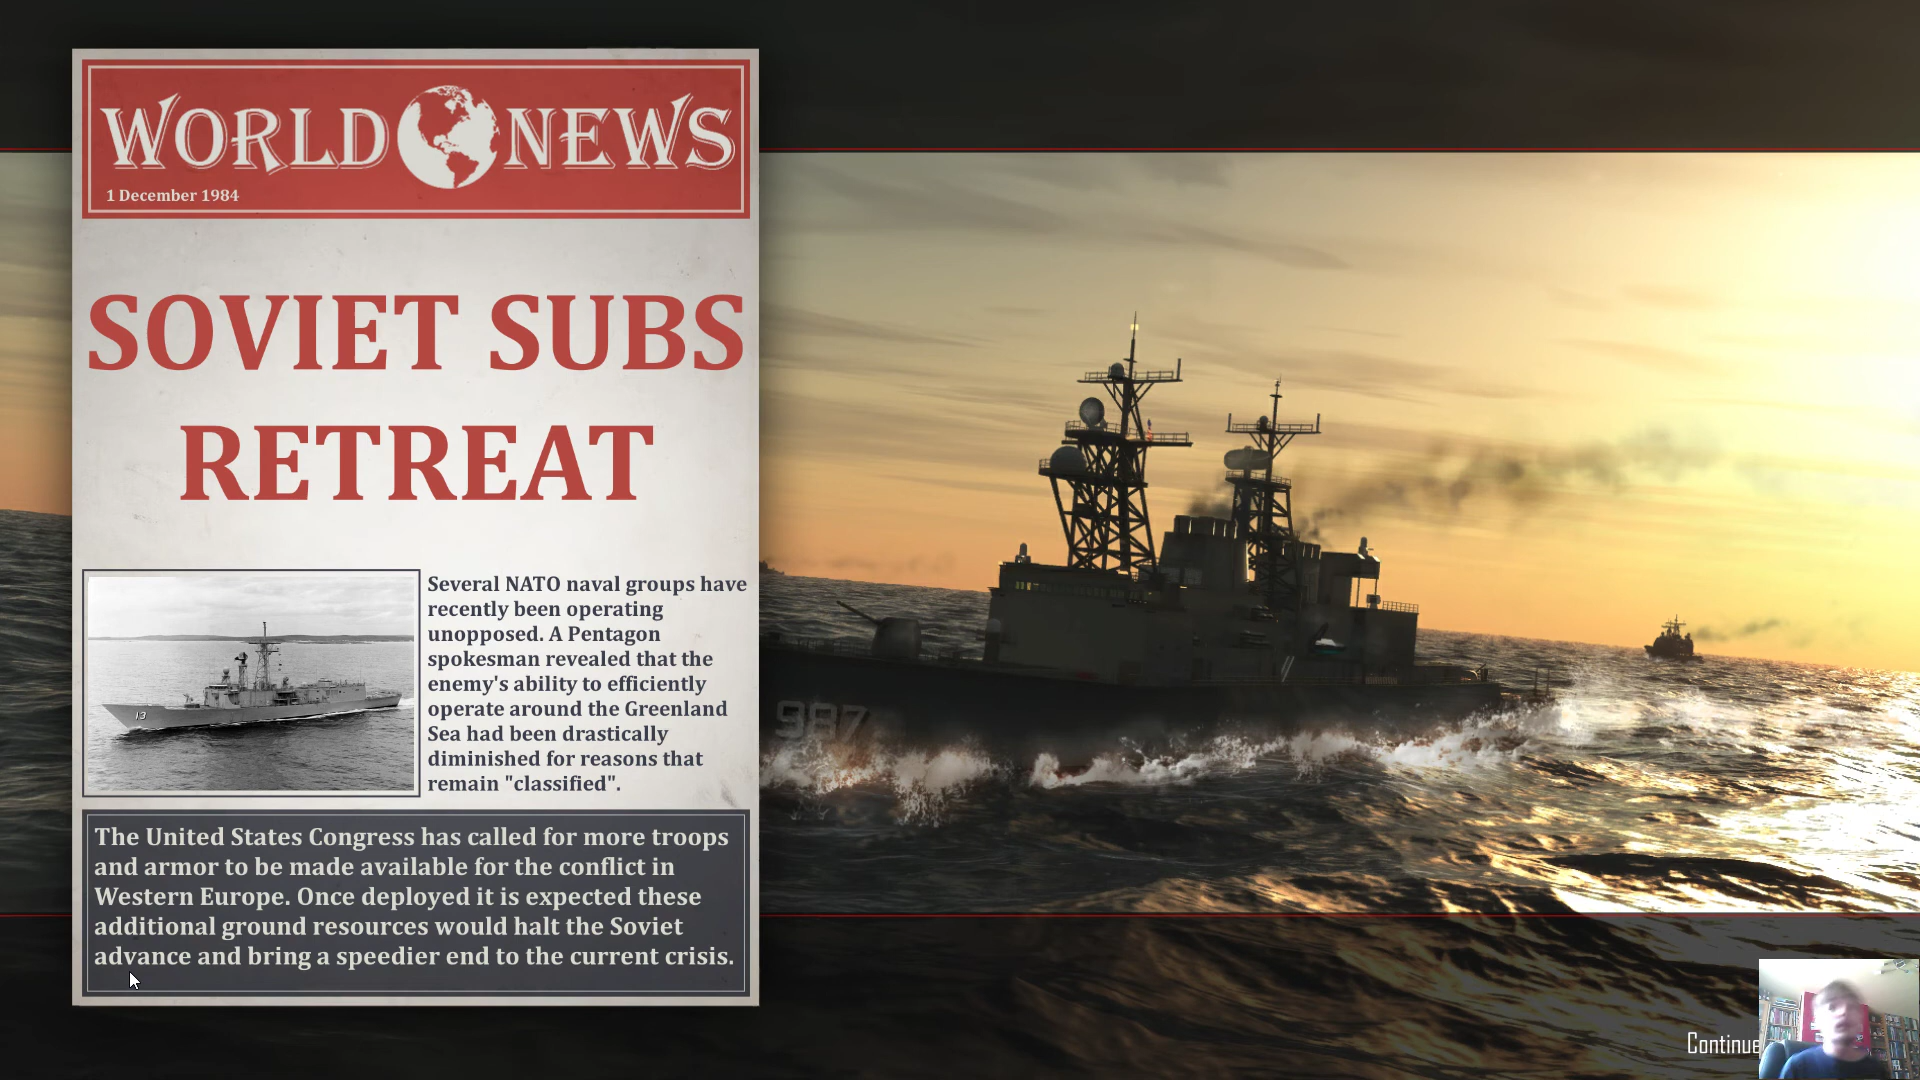 WORLD NEWS
1 December 1984
SOVIET SUBS
RETREAT
13
Several NATO naval groups have
recently been operating
unopposed. A Pentagon
spokesman revealed that the
enemy's ability to efficiently
operate around the Greenland
Sea had been drastically
diminished for reasons that
remain "classified".
The United States Congress has called for more troops
and armor to be made available for the conflict in
Western Europe. Once deployed it is expected these
additional ground resources would halt the Soviet
advance and bring a speedier end to the current crisis.
987
Continue